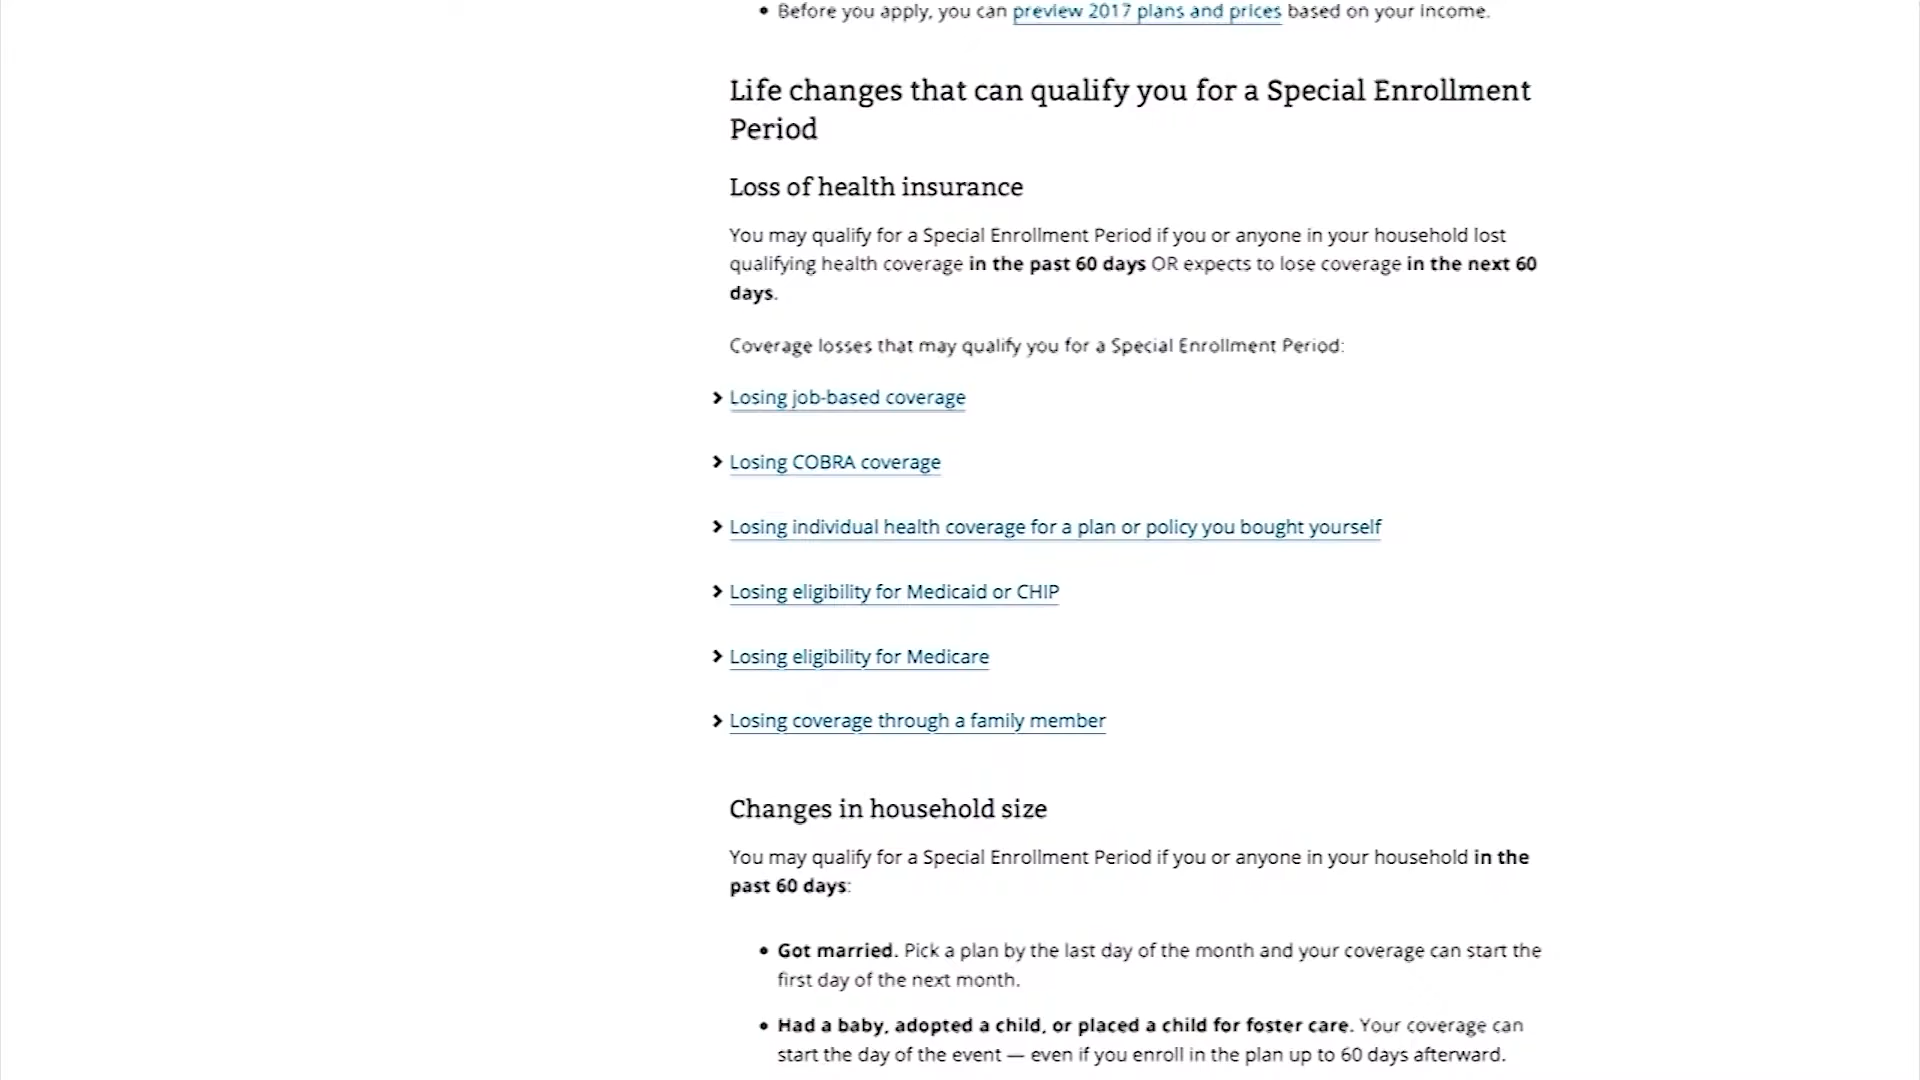 Before you apply, you can preview 2017 plans and prices based on your income.
Life changes that can qualify you for a Special Enrollment
Period
Loss of health insurance
You may qualify for a Special Enrollment Period if you or anyone in your household lost
qualifying health coverage in the past 60 days OR expects to lose coverage in the next 60
days.
Coverage losses that may qualify you for a Special Enrollment Period:
Losing job-based coverage
Losing COBRA coverage
Losing individual health coverage for a plan or policy you bought yourself
Losing eligibility for Medicaid or CHIP
Losing eligibility for Medicare
Losing coverage through a family member
Changes in household size
You may qualify for a Special Enrollment Period if you or anyone in your household in the
past 60 days:
Got married. Pick a plan by the last day of the month and your coverage can start the
first day of the next month.
Had a baby, adopted a child, or placed a child for foster care. Your coverage can
start the day of the event — even if you enroll in the plan up to 60 days afterward.